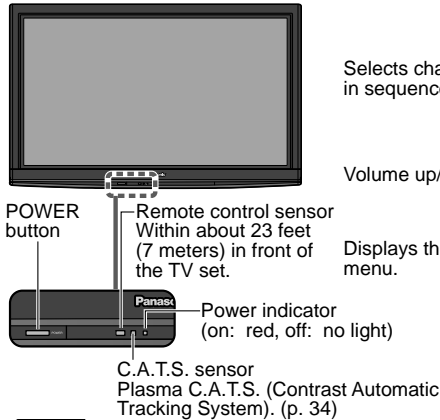 Selects cha
in sequence
Volume up/
POWER
button
Remote control sensor
Within about 23 feet
(7 meters) in front of
the TV set.
Displays th
menu.
Panaso
POWER
Power indicator
(on: red, off: no light)
C.A.T.S. sensor
Plasma C.A.T.S. (Contrast Automatic
Tracking System). (p. 34)